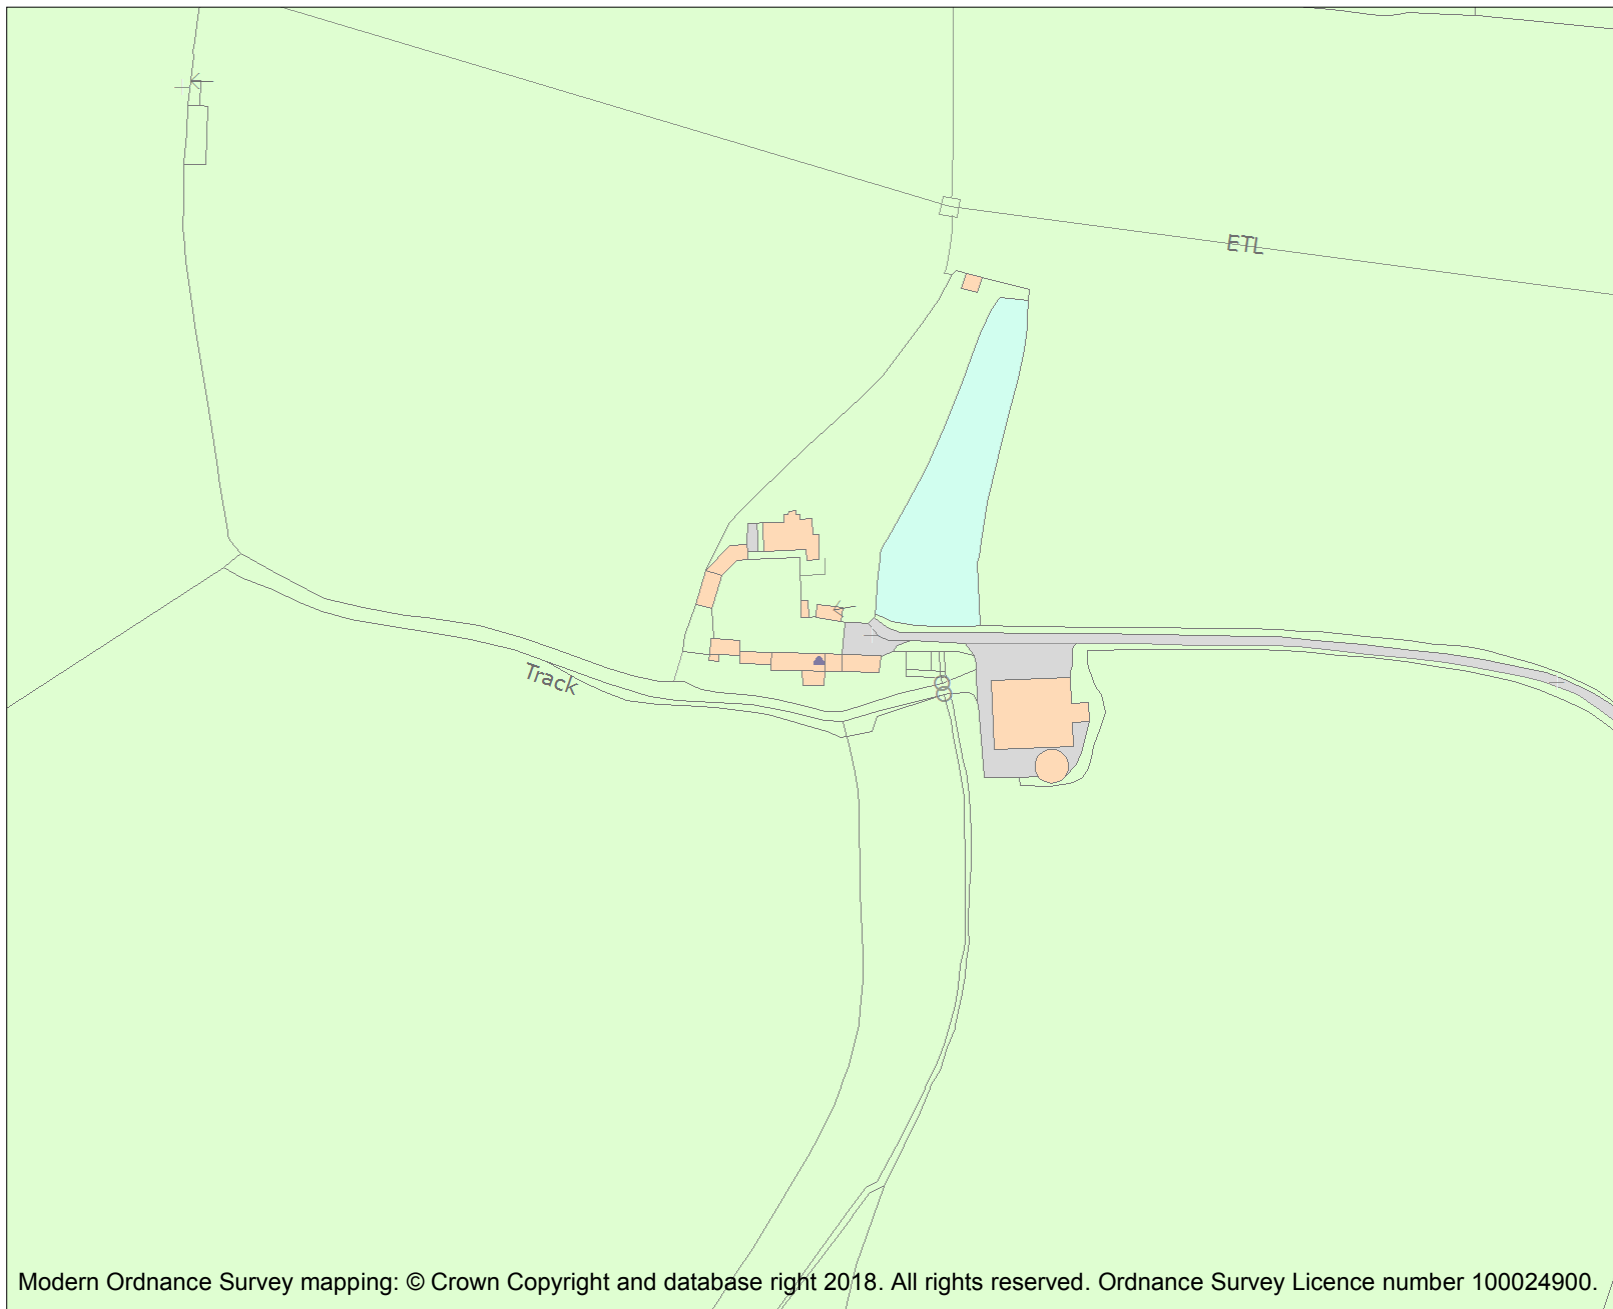 ETL
Track
Modern Ordnance Survey mapping: © Crown Copyright and database right 2018. All rights reserved. Ordnance Survey Licence number 100024900.